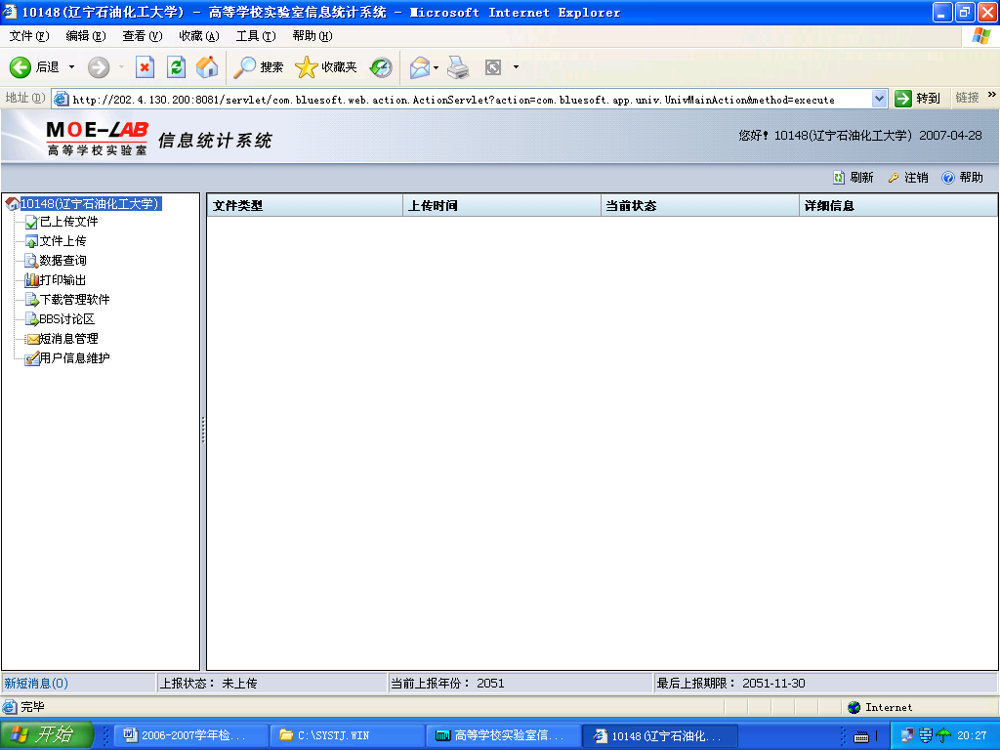 10148(辽宁石油化工大学) - 高等学校实验室信息统计系统 - Microsoft Internet Explorer
文件(F) 编辑(E) 查看(V) 收藏(A) 工具(T) 帮助(H)
后退 搜索 收藏夹
地址(D) http://202.4.130.200:8081/servlet/com.bluesoft.web.action.ActionServlet?action=com.bluesoft.app.univ.UnivMainAction&method=execute 转到 链接 »
MOE-LAB
高等学校实验室 信息统计系统
您好! 10148(辽宁石油化工大学) 2007-04-28
刷新 注销 帮助
10148(辽宁石油化工大学)
已上传文件
文件上传
数据查询
打印输出
下载管理软件
BBS讨论区
短消息管理
用户信息维护
文件类型 上传时间 当前状态 详细信息
新短消息(0) 上报状态: 未上传 当前上报年份: 2051 最后上报期限: 2051-11-30
完毕 Internet
开始 2006-2007学年检... C:\SYSTJ.WIN 高等学校实验室信... 10148(辽宁石油化... 20:27